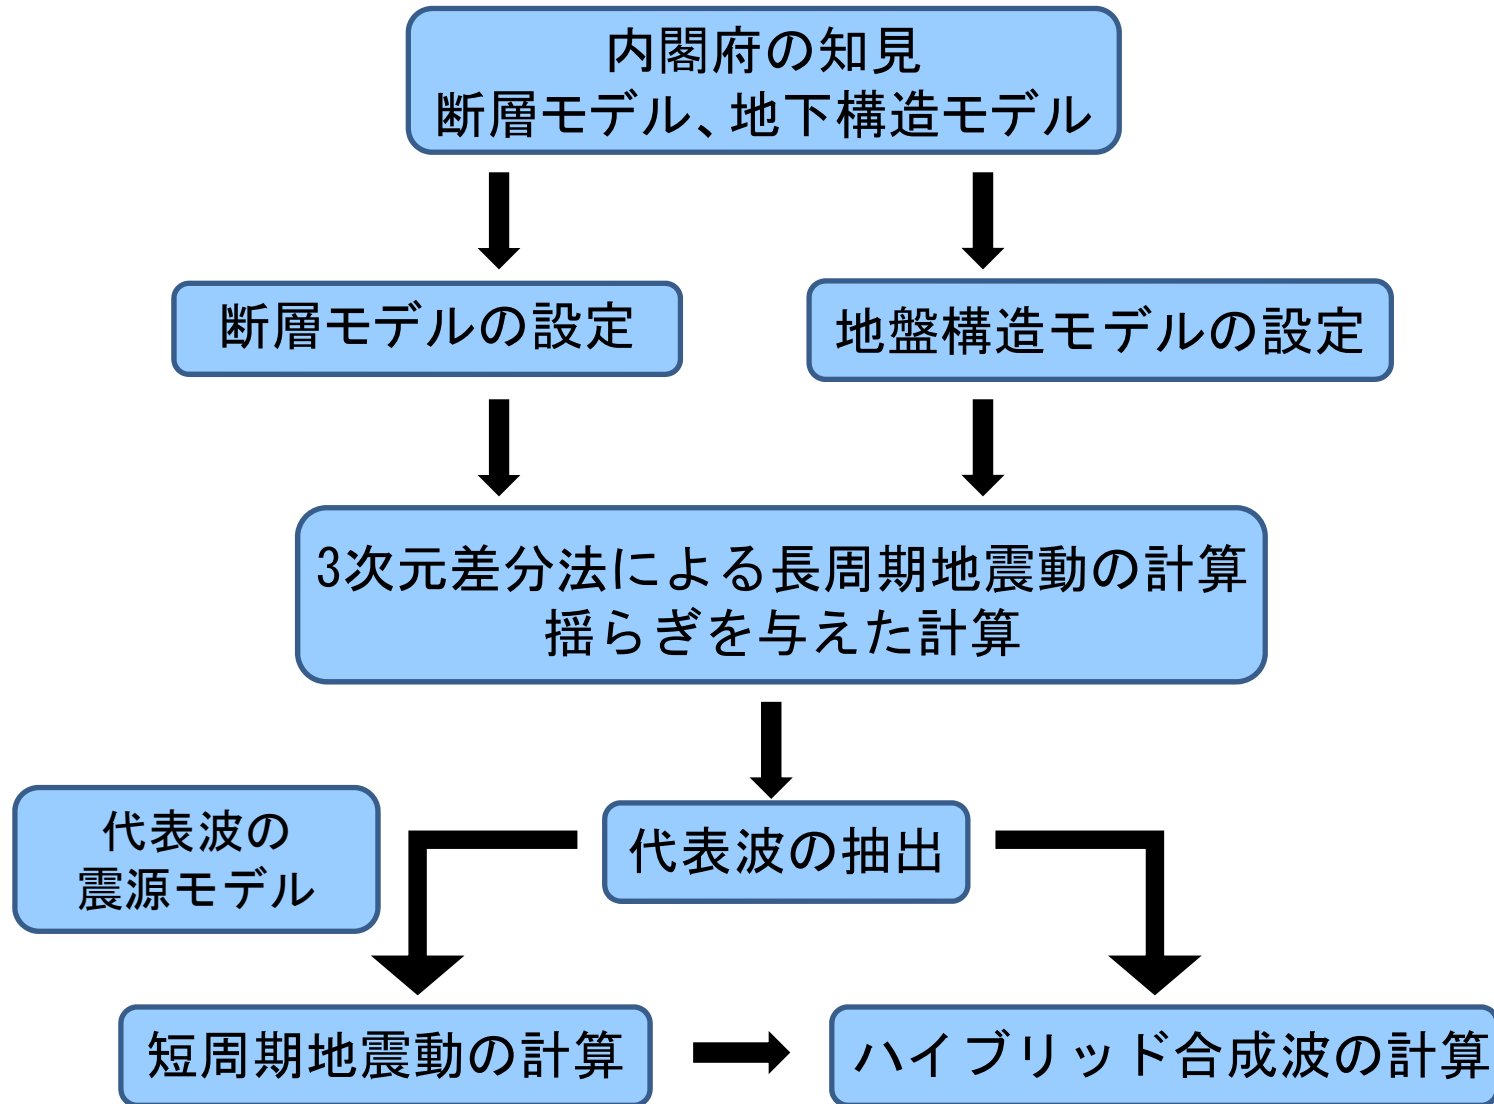 内閣府の知見
断層モデル、地下構造モデル
断層モデルの設定
地盤構造モデルの設定
3次元差分法による長周期地震動の計算
揺らぎを与えた計算
代表波の抽出
代表波の
震源モデル
短周期地震動の計算
ハイブリッド合成波の計算